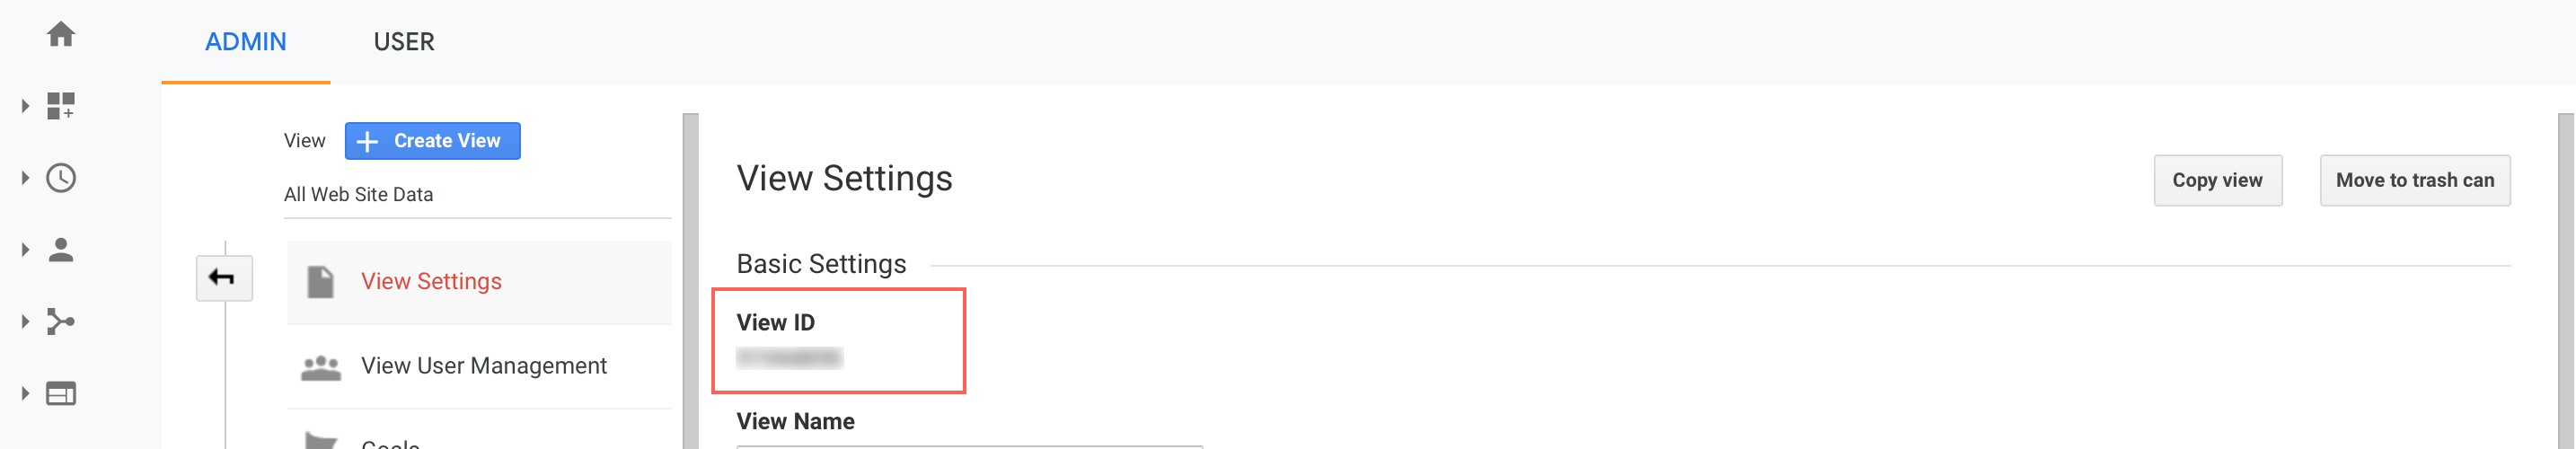 ADMIN
USER
View
Create View
All Web Site Data
View Settings
View User Management
Goals
View Settings
Copy view
Move to trash can
Basic Settings
View ID
View Name